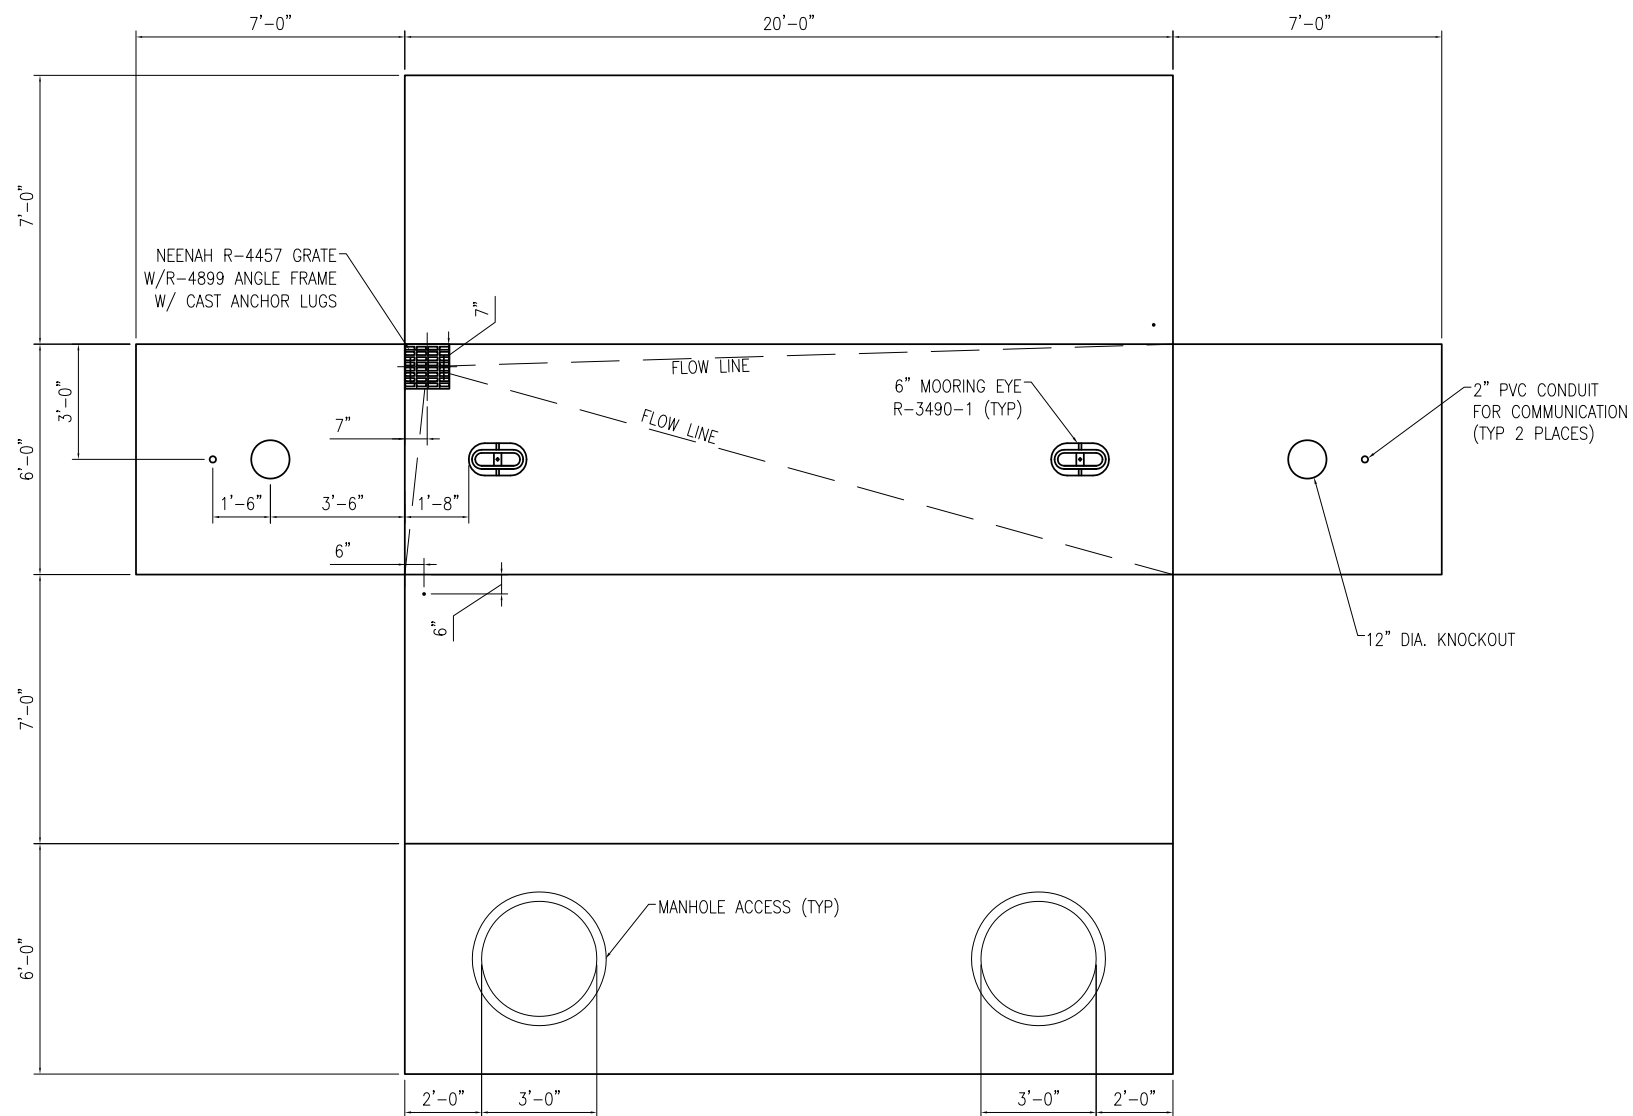 7'-0"
20'-0"
7'-0"
7'-0"
NEENAH R-4457 GRATE
W/R-4899 ANGLE FRAME
W/ CAST ANCHOR LUGS
7"
FLOW LINE
6" MOORING EYE
R-3490-1 (TYP)
2" PVC CONDUIT
FOR COMMUNICATION
(TYP 2 PLACES)
3'-0"
7"
FLOW LINE
6'-0"
1'-6"
3'-6"
1'-8"
6"
6"
12" DIA. KNOCKOUT
7'-0"
MANHOLE ACCESS (TYP)
6'-0"
2'-0"
3'-0"
3'-0"
2'-0"